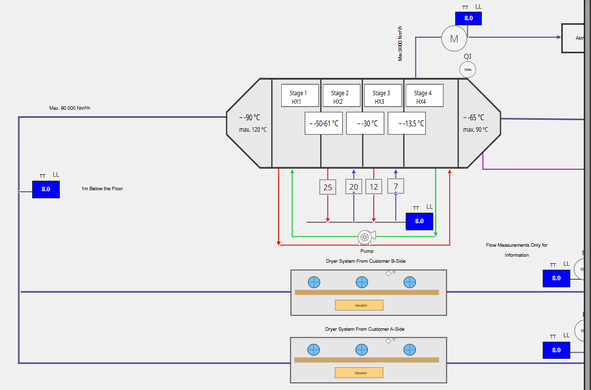 TT LL
8.0
Max.9000 Nm³/h
M
Atm
QI
Max. 90.000 Nm³/h
Stage 1
HX1
Stage 2
HX2
Stage 3
HX3
Stage 4
HX4
~ -90 °C
max. 120 °C
~ -50-61 °C
~ -30 °C
~ -13,5 °C
~ -65 °C
max. 90 °C
TT LL
8.0
1m Below the Floor
25
20
12
7
TT LL
8.0
Pump
Flow Measurements Only for
Information
Dryer System From Customer B-Side
TT LL
8.0
Dryer System From Customer A-Side
TT LL
8.0